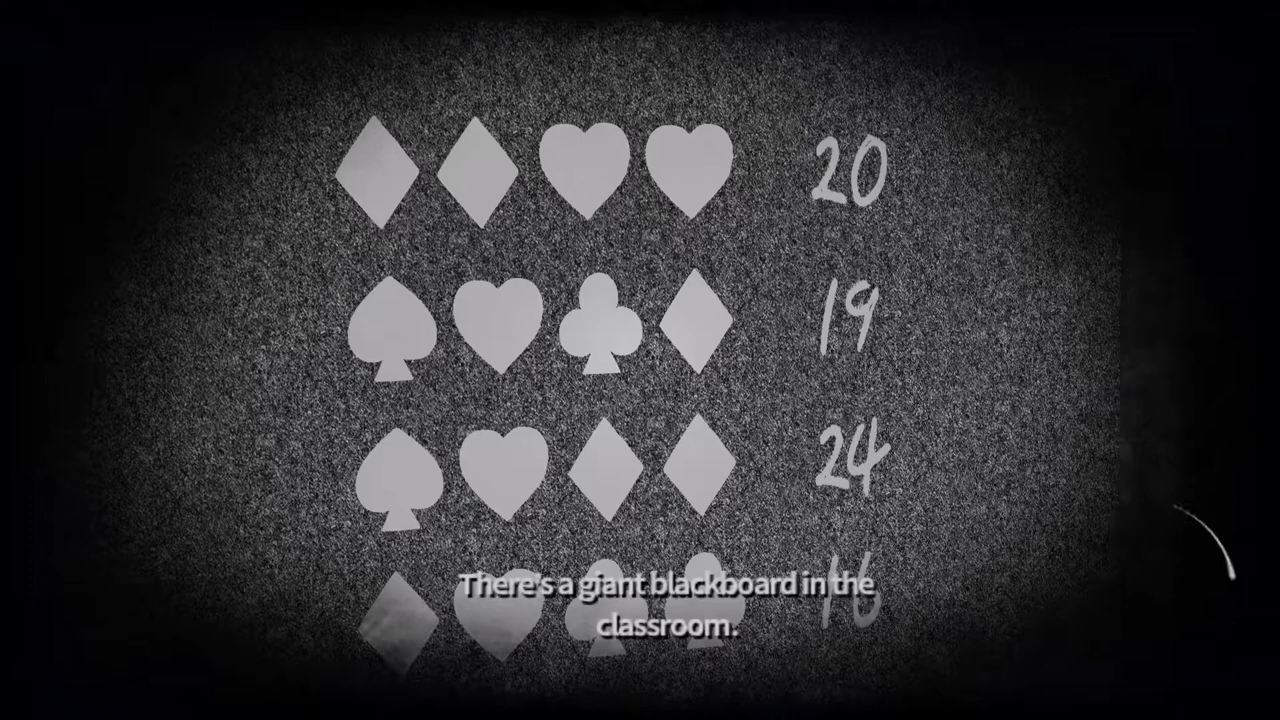 ♦ ♦ ♥ ♥ 20
♠ ♥ ♣ ♦ 19
♠ ♥ ♦ ♦ 24
♦ ♥ ♣ ♣ 16
There's a giant blackboard in the
classroom.